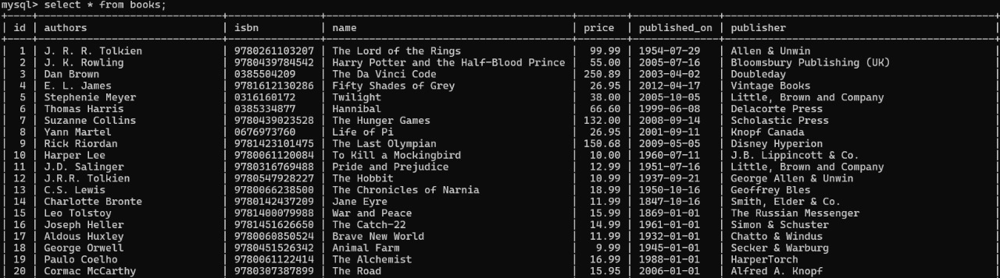 mysql> select * from books;
| id | authors | isbn | name | price | published_on | publisher |
| 1 | J. R. R. Tolkien | 9780261103207 | The Lord of the Rings | 99.99 | 1954-07-29 | Allen & Unwin
| 2 | J. K. Rowling | 9780439784542 | Harry Potter and the Half-Blood Prince | 55.00 | 2005-07-16 | Bloomsbury Publishing (UK)
| 3 | Dan Brown | 0385504209 | The Da Vinci Code | 250.89 | 2003-04-02 | Doubleday
| 4 | E. L. James | 9781612130286 | Fifty Shades of Grey | 26.95 | 2012-04-17 | Vintage Books
| 5 | Stephenie Meyer | 0316160172 | Twilight | 38.00 | 2005-10-05 | Little, Brown and Company
| 6 | Thomas Harris | 0385334877 | Hannibal | 66.60 | 1999-06-08 | Delacorte Press
| 7 | Suzanne Collins | 9780439023528 | The Hunger Games | 132.00 | 2008-09-14 | Scholastic Press
| 8 | Yann Martel | 0676973760 | Life of Pi | 26.95 | 2001-09-11 | Knopf Canada
| 9 | Rick Riordan | 9781423101475 | The Last Olympian | 150.68 | 2009-05-05 | Disney Hyperion
| 10 | Harper Lee | 9780061120084 | To Kill a Mockingbird | 10.00 | 1960-07-11 | J.B. Lippincott & Co.
| 11 | J.D. Salinger | 9780316769488 | Pride and Prejudice | 12.99 | 1951-07-16 | Little, Brown and Company
| 12 | J.R.R. Tolkien | 9780547928227 | The Hobbit | 10.99 | 1937-09-21 | George Allen & Unwin
| 13 | C.S. Lewis | 9780066238500 | The Chronicles of Narnia | 18.99 | 1950-10-16 | Geoffrey Bles
| 14 | Charlotte Bronte | 9780142437209 | Jane Eyre | 11.99 | 1847-10-16 | Smith, Elder & Co.
| 15 | Leo Tolstoy | 9781400079988 | War and Peace | 15.99 | 1869-01-01 | The Russian Messenger
| 16 | Joseph Heller | 9781451626650 | The Catch-22 | 14.99 | 1961-01-01 | Simon & Schuster
| 17 | Aldous Huxley | 9780060850524 | Brave New World | 11.99 | 1932-01-01 | Chatto & Windus
| 18 | George Orwell | 9780451526342 | Animal Farm | 9.99 | 1945-01-01 | Secker & Warburg
| 19 | Paulo Coelho | 9780061122414 | The Alchemist | 16.99 | 1988-01-01 | HarperTorch
| 20 | Cormac McCarthy | 9780307387899 | The Road | 15.95 | 2006-01-01 | Alfred A. Knopf